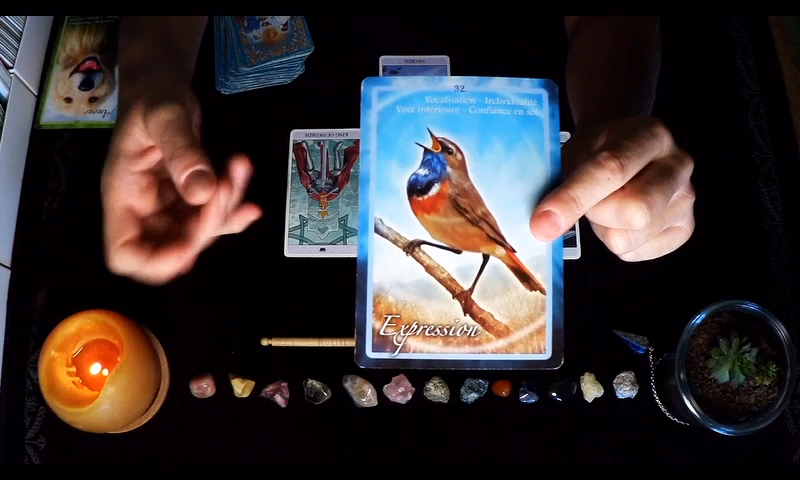 32.
Vocalisation - Individualité
Voix intérieure - Confiance en soi
Expression
KING OF SWORDS